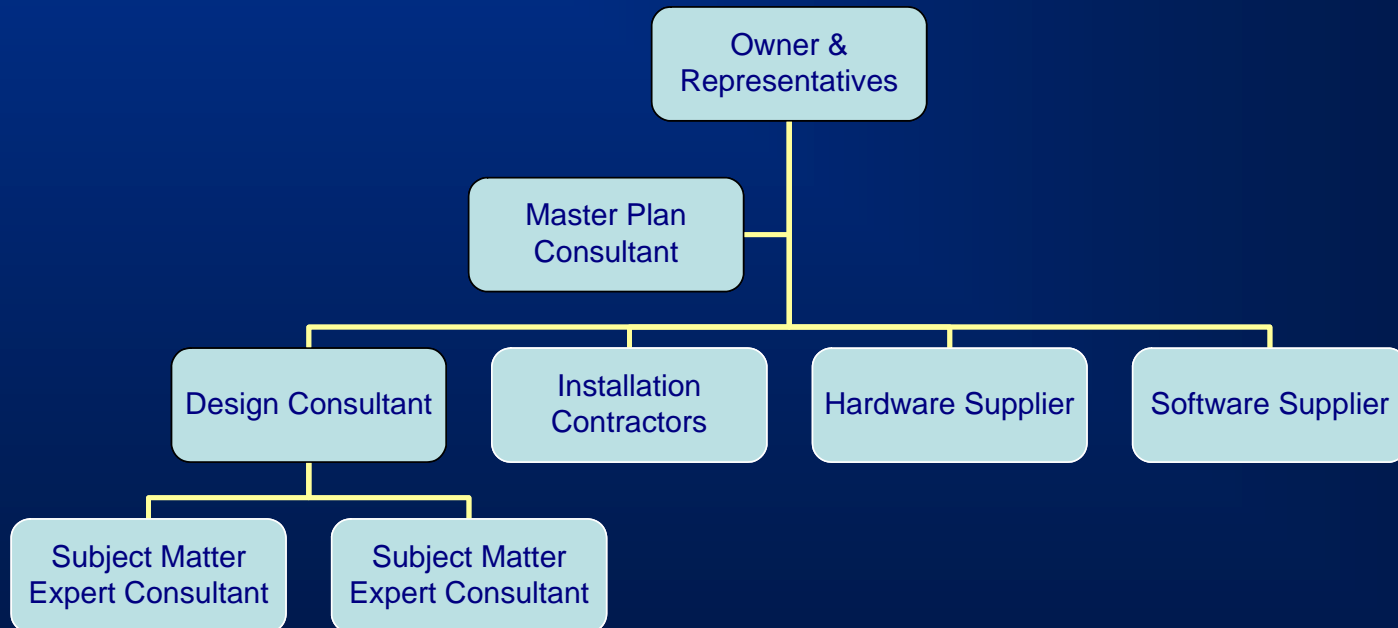 Owner &
Representatives
Master Plan
Consultant
Design Consultant
Installation
Contractors
Hardware Supplier
Software Supplier
Subject Matter
Expert Consultant
Subject Matter
Expert Consultant